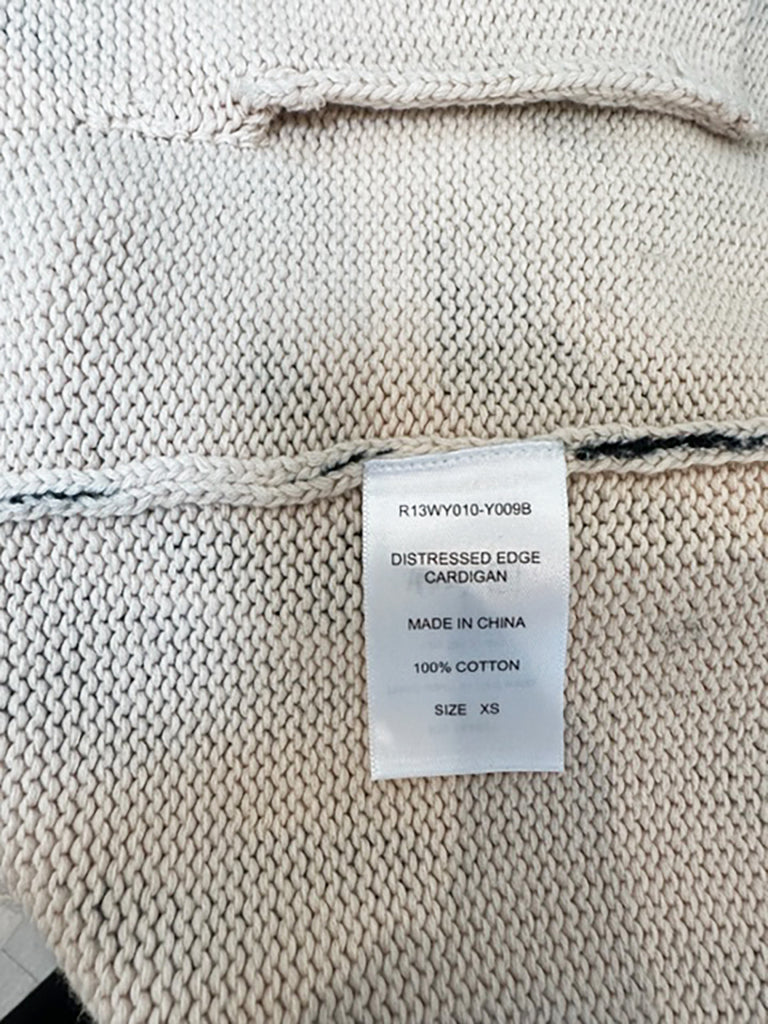 R13WY010-Y009B
DISTRESSED EDGE
CARDIGAN
MADE IN CHINA
100% COTTON
SIZE XS